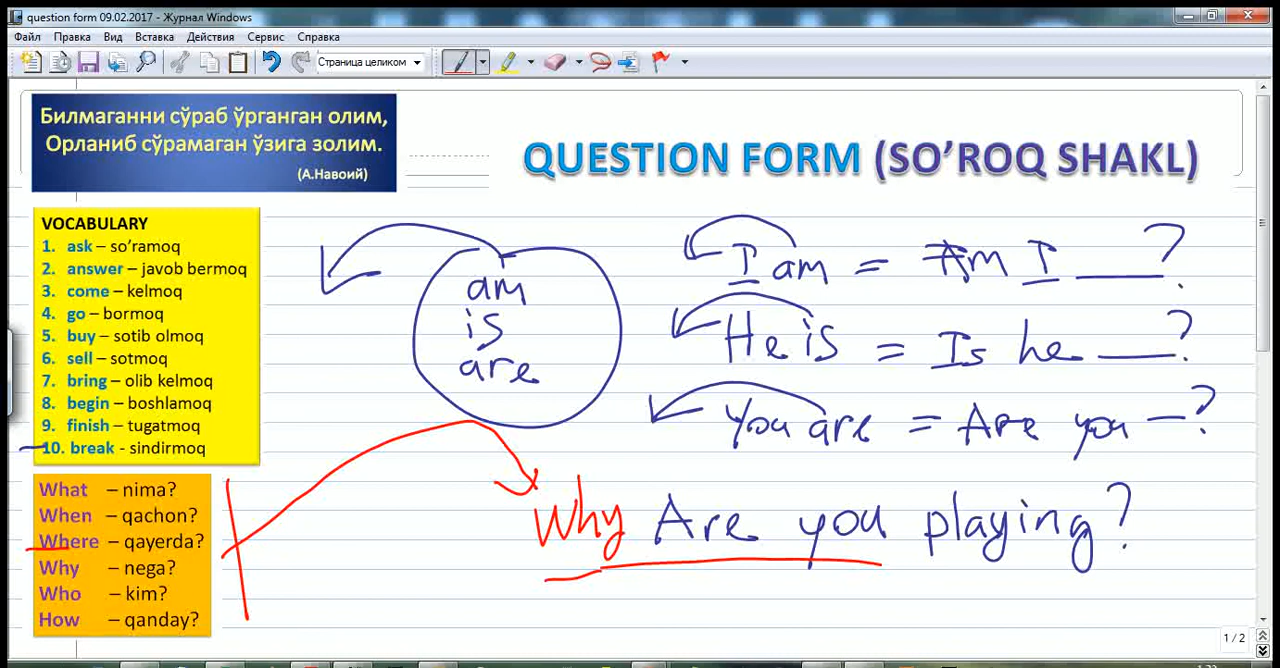 question form 09.02.2017 - Журнал Windows
Файл Правка Вид Вставка Действия Сервис Справка
Страница целиком
Билмаганни сўраб ўрганган олим,
Орланиб сўрамаган ўзига золим.
(А.Навоий)
QUESTION FORM (SO’ROQ SHAKL)
VOCABULARY
1. ask – so’ramoq
2. answer – javob bermoq
3. come – kelmoq
4. go – bormoq
5. buy – sotib olmoq
6. sell – sotmoq
7. bring – olib kelmoq
8. begin – boshlamoq
9. finish – tugatmoq
10. break - sindirmoq
What – nima?
When – qachon?
Where – qayerda?
Why – nega?
Who – kim?
How – qanday?
am
is
are
I am = Am I ___?
He is = Is he ___?
You are = Are you —?
Why Are you playing?
1 / 2